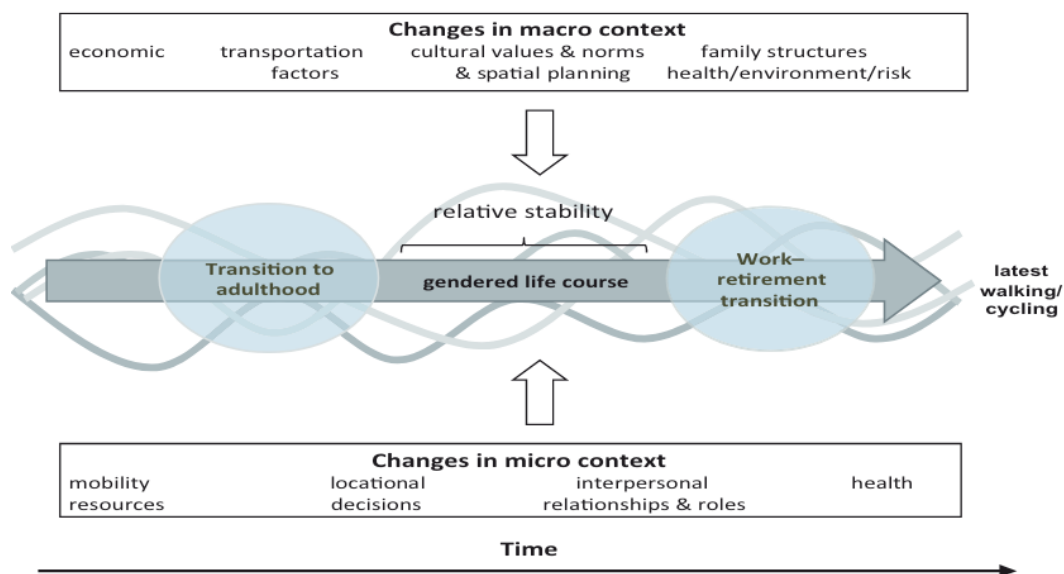 Changes in macro context
economic transportation cultural values & norms family structures
factors & spatial planning health/environment/risk
relative stability
Transition to
adulthood
gendered life course
Work–
retirement
transition
latest
walking/
cycling
Changes in micro context
mobility locational interpersonal health
resources decisions relationships & roles
Time